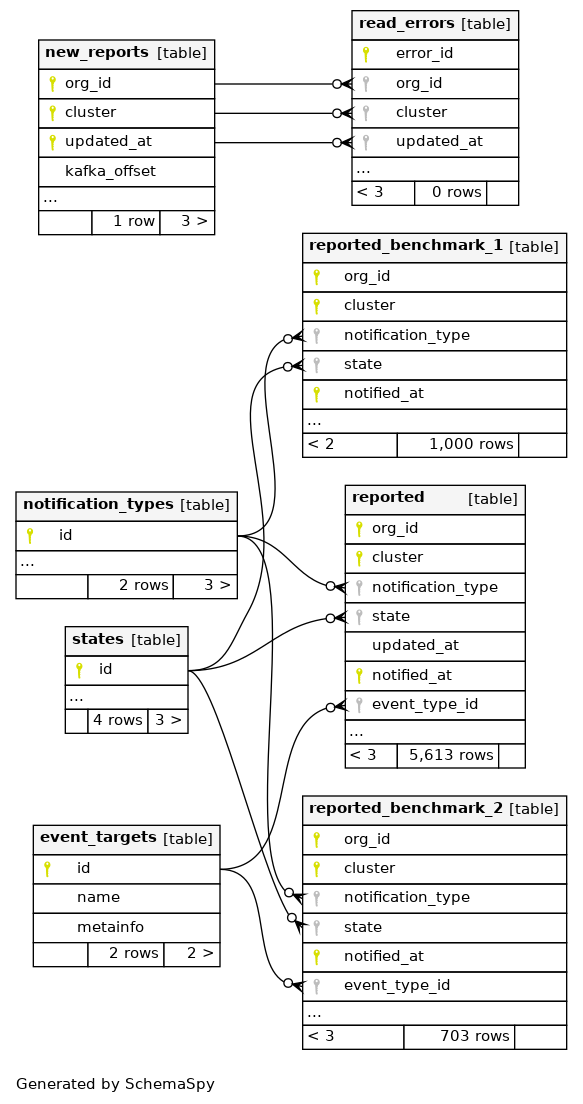 new_reports [table]
org_id
cluster
updated_at
kafka_offset
...
1 row 3 >
read_errors [table]
error_id
org_id
cluster
updated_at
...
< 3 0 rows
reported_benchmark_1 [table]
org_id
cluster
notification_type
state
notified_at
...
< 2 1,000 rows
notification_types [table]
id
...
2 rows 3 >
reported [table]
org_id
cluster
notification_type
state
updated_at
notified_at
event_type_id
...
< 3 5,613 rows
states [table]
id
...
4 rows 3 >
event_targets [table]
id
name
metainfo
2 rows 2 >
reported_benchmark_2 [table]
org_id
cluster
notification_type
state
notified_at
event_type_id
...
< 3 703 rows
Generated by SchemaSpy